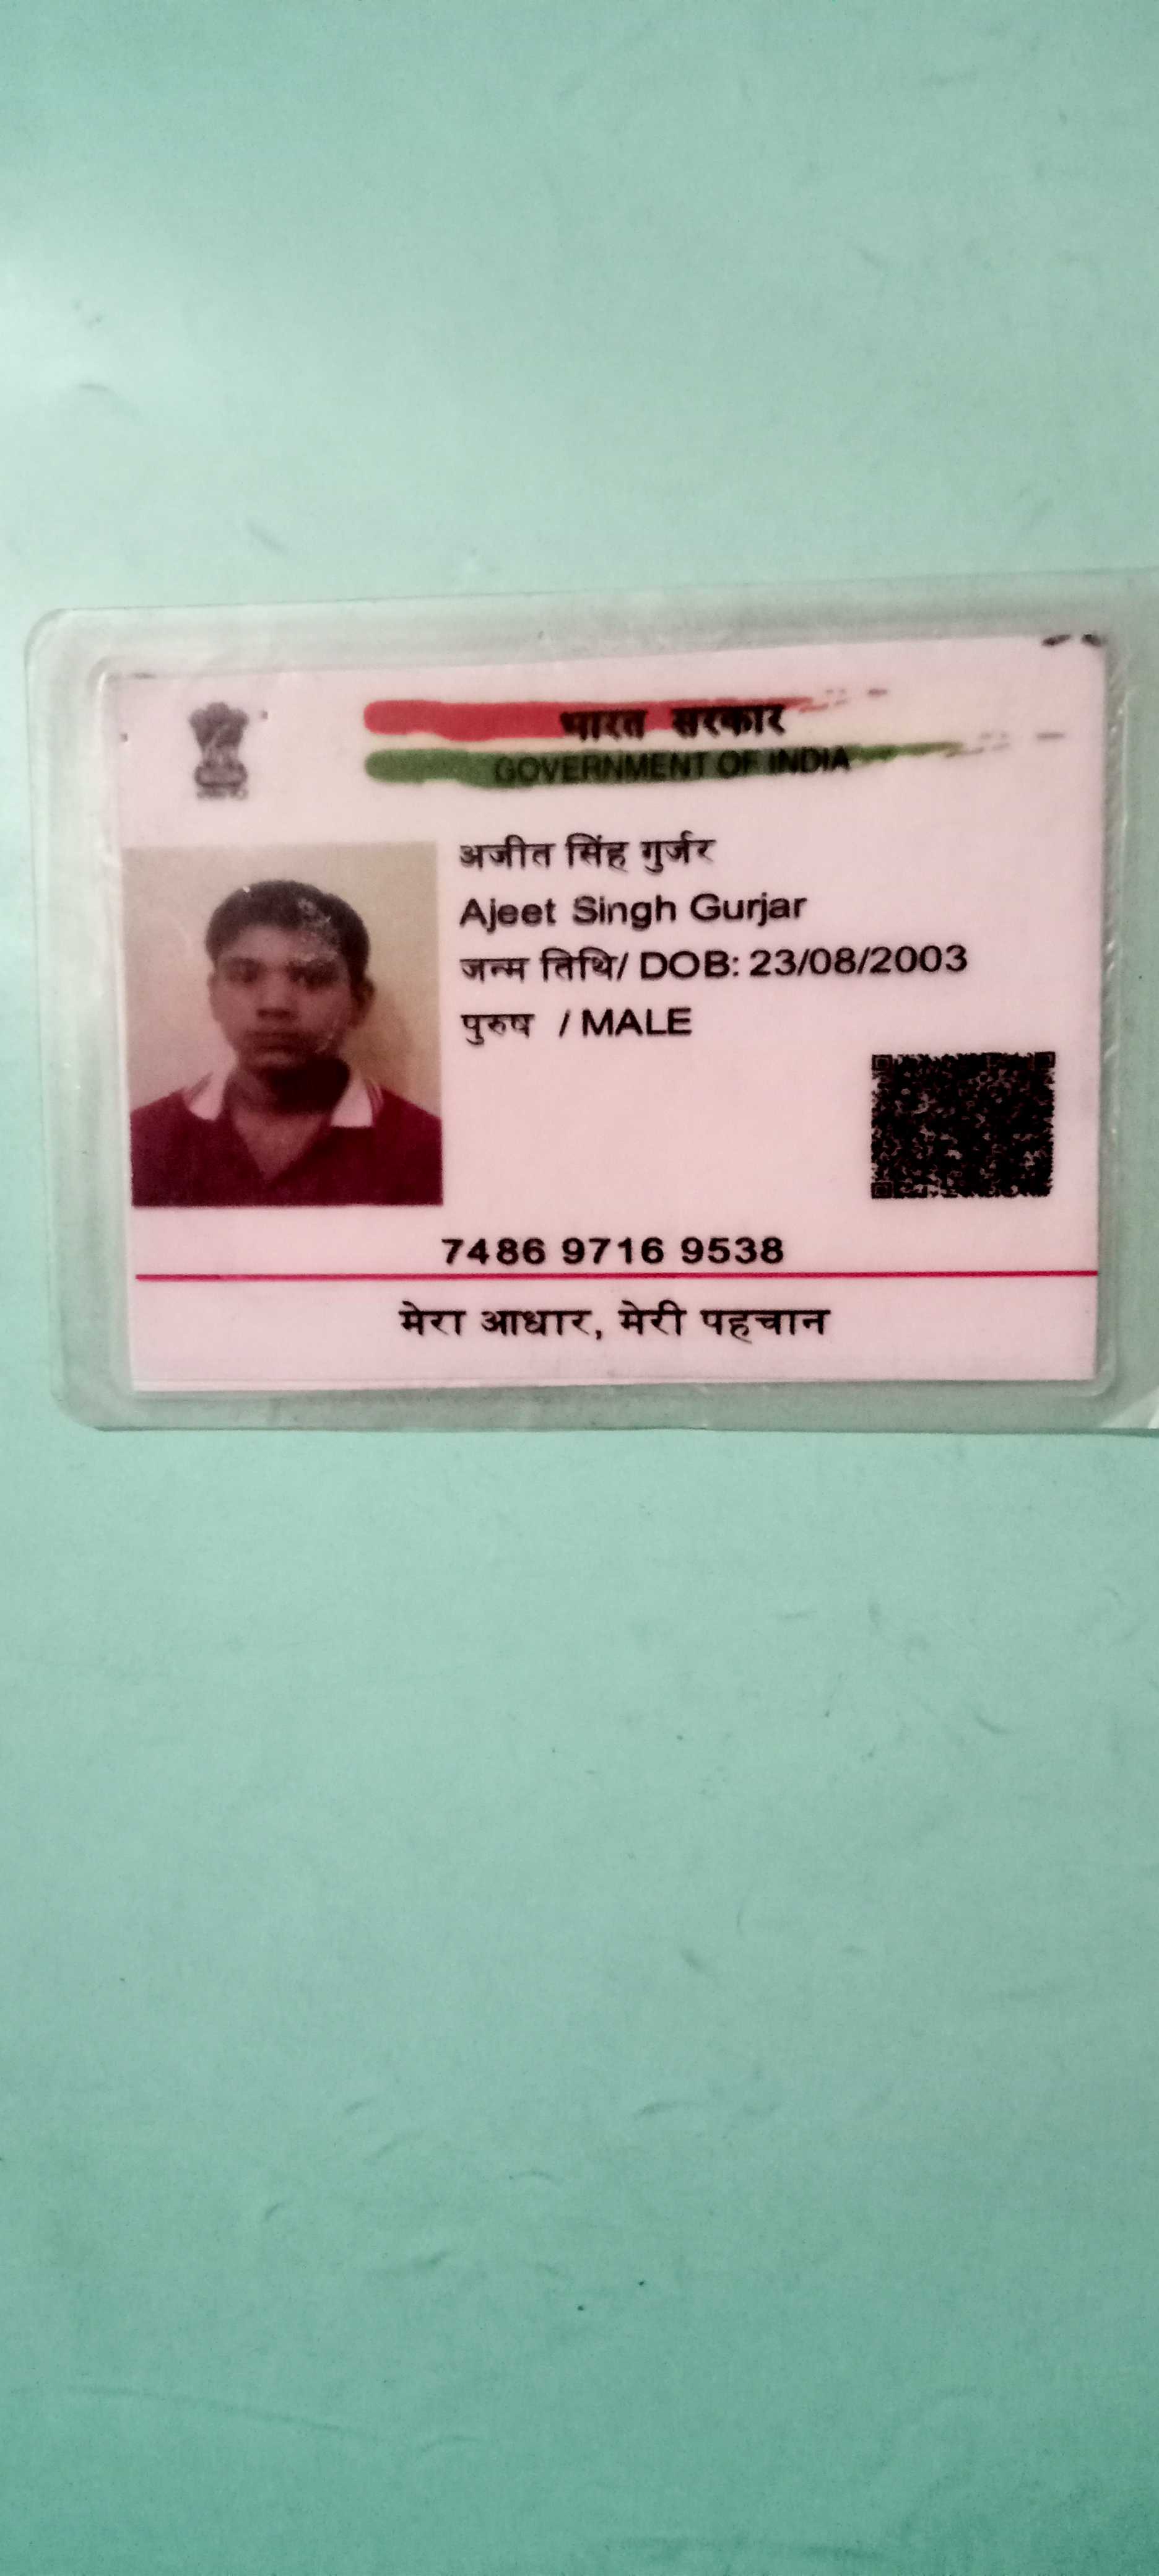 भारत सरकार
GOVERNMENT OF INDIA
अजीत सिंह गुर्जर
Ajeet Singh Gurjar
जन्म तिथि/ DOB: 23/08/2003
पुरुष / MALE
7486 9716 9538
मेरा आधार, मेरी पहचान